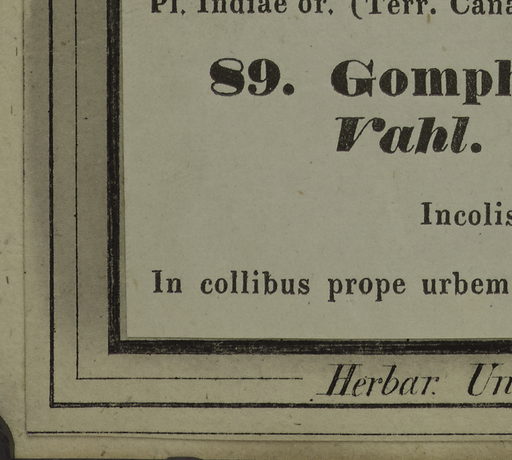 Pl. Indiae or. (Terr. Cana
89. Gomph
Vahl.
Incolis
In collibus prope urbem
Herbar. Un